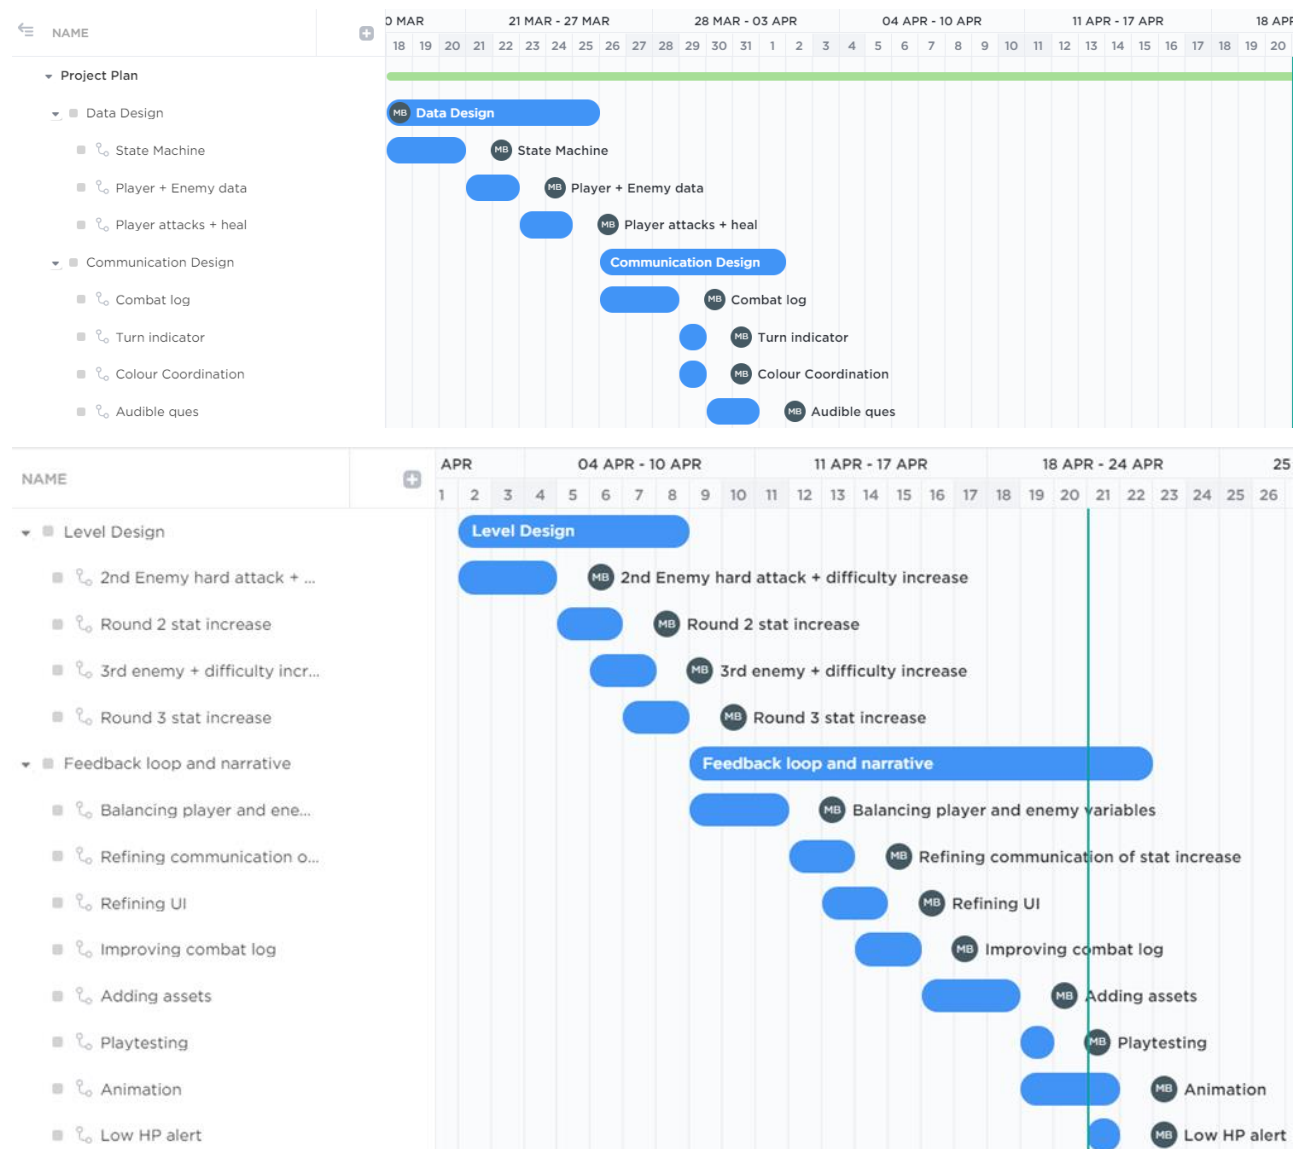 0 MAR 21 MAR - 27 MAR 28 MAR - 03 APR 04 APR - 10 APR 11 APR - 17 APR 18 APR
NAME
18 19 20 21 22 23 24 25 26 27 28 29 30 31 1 2 3 4 5 6 7 8 9 10 11 12 13 14 15 16 17 18 19 20
Project Plan
Data Design MB Data Design
State Machine MB State Machine
Player + Enemy data MB Player + Enemy data
Player attacks + heal MB Player attacks + heal
Communication Design Communication Design
Combat log MB Combat log
Turn indicator MB Turn indicator
Colour Coordination MB Colour Coordination
Audible ques MB Audible ques
APR 04 APR - 10 APR 11 APR - 17 APR 18 APR - 24 APR 25
NAME
1 2 3 4 5 6 7 8 9 10 11 12 13 14 15 16 17 18 19 20 21 22 23 24 25 26
Level Design Level Design
2nd Enemy hard attack + ... MB 2nd Enemy hard attack + difficulty increase
Round 2 stat increase MB Round 2 stat increase
3rd enemy + difficulty incr... MB 3rd enemy + difficulty increase
Round 3 stat increase MB Round 3 stat increase
Feedback loop and narrative Feedback loop and narrative
Balancing player and ene... MB Balancing player and enemy variables
Refining communication o... MB Refining communication of stat increase
Refining UI MB Refining UI
Improving combat log MB Improving combat log
Adding assets MB Adding assets
Playtesting MB Playtesting
Animation MB Animation
Low HP alert MB Low HP alert